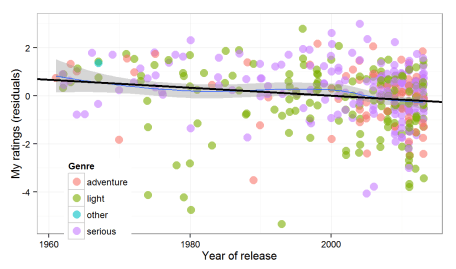 My ratings (residuals)
2
0
-2
-4
Genre
adventure
light
other
serious
1960
1980
2000
Year of release